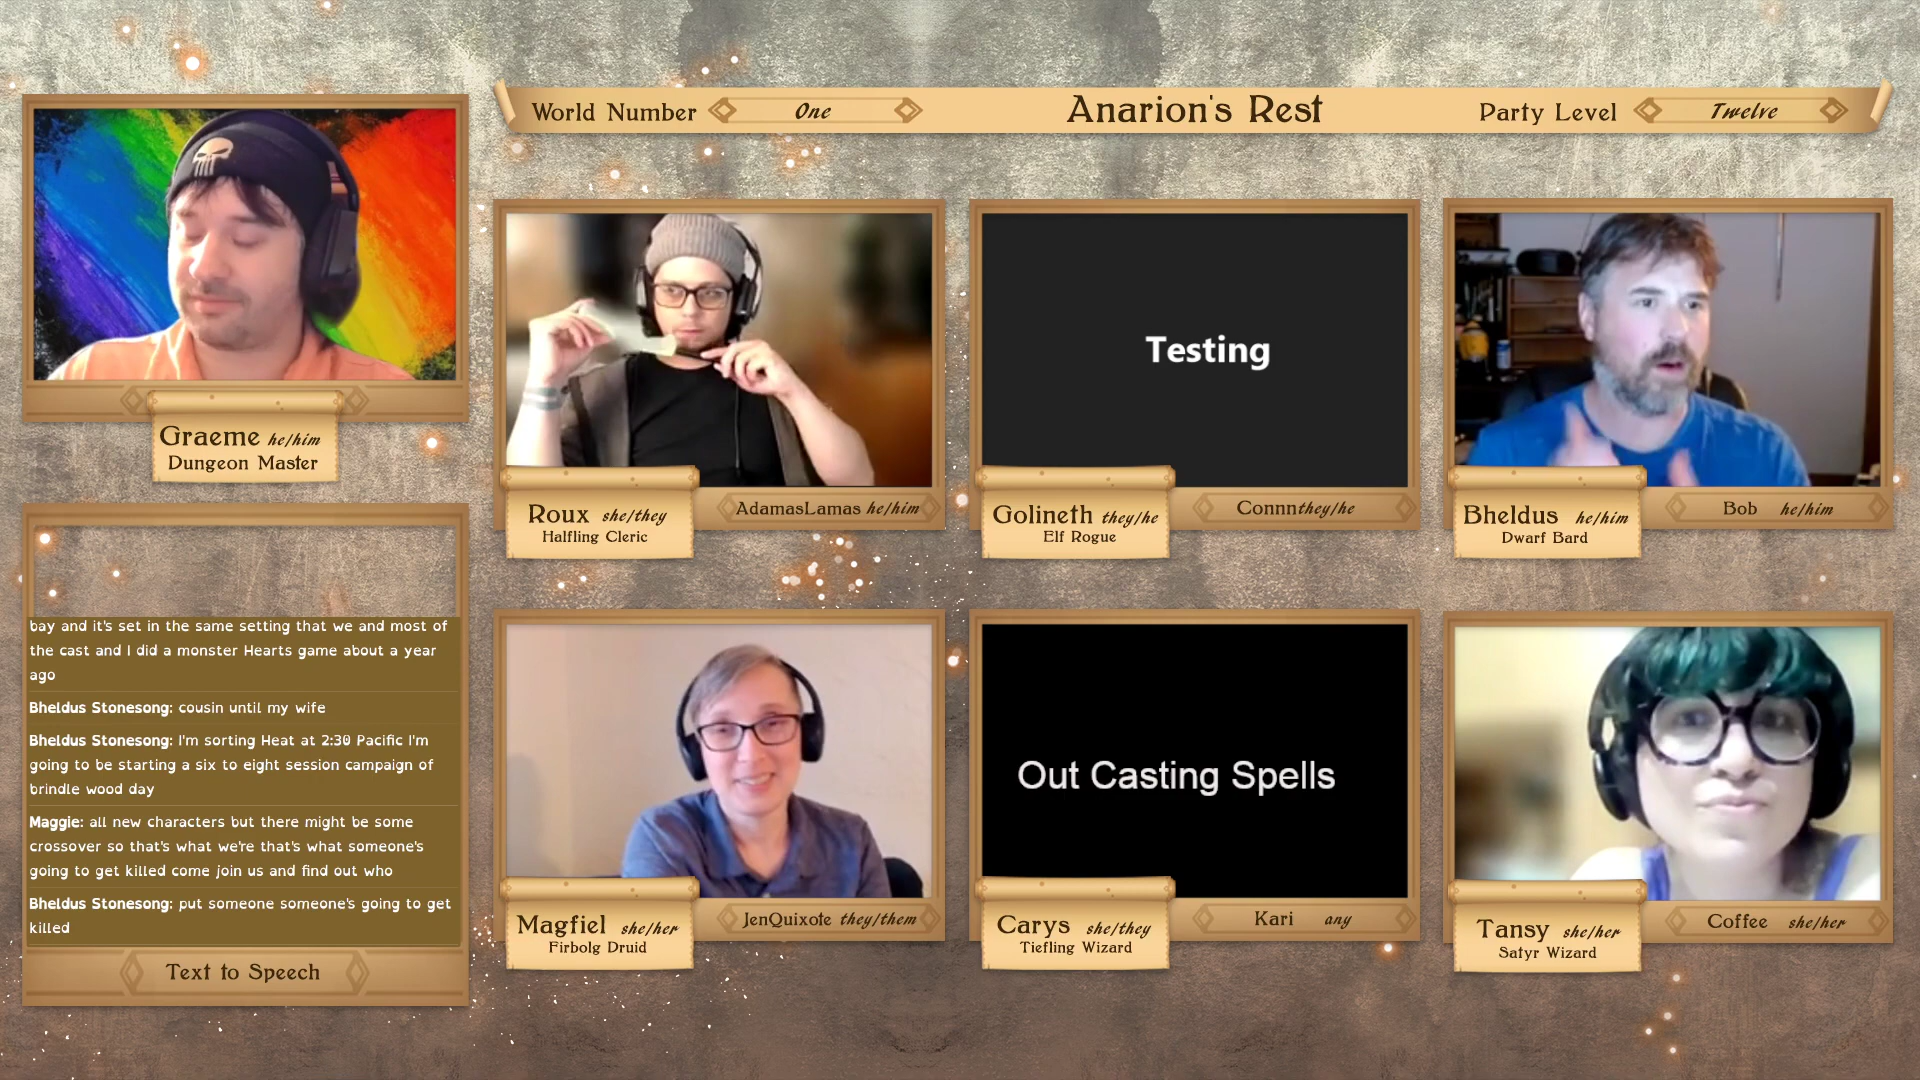 World Number One Anarion's Rest Party Level Twelve
Graeme he/him
Dungeon Master
Testing
Roux she/they
Halfling Cleric
AdamasLamas he/him
Golineth they/he
Elf Rogue
Connn they/he
Bheldus he/him
Dwarf Bard
Bob he/him
bay and it's set in the same setting that we and most of
the cast and I did a monster Hearts game about a year
ago
Bheldus Stonesong: cousin until my wife
Bheldus Stonesong: I'm sorting Heat at 2:30 Pacific I'm
going to be starting a six to eight session campaign of
brindle wood day
Maggie: all new characters but there might be some
crossover so that's what we're that's what someone's
going to get killed come join us and find out who
Bheldus Stonesong: put someone someone's going to get
killed
Text to Speech
Out Casting Spells
Magfiel she/her
Firbolg Druid
JenQuixote they/them
Carys she/they
Tiefling Wizard
Kari any
Tansy she/her
Satyr Wizard
Coffee she/her